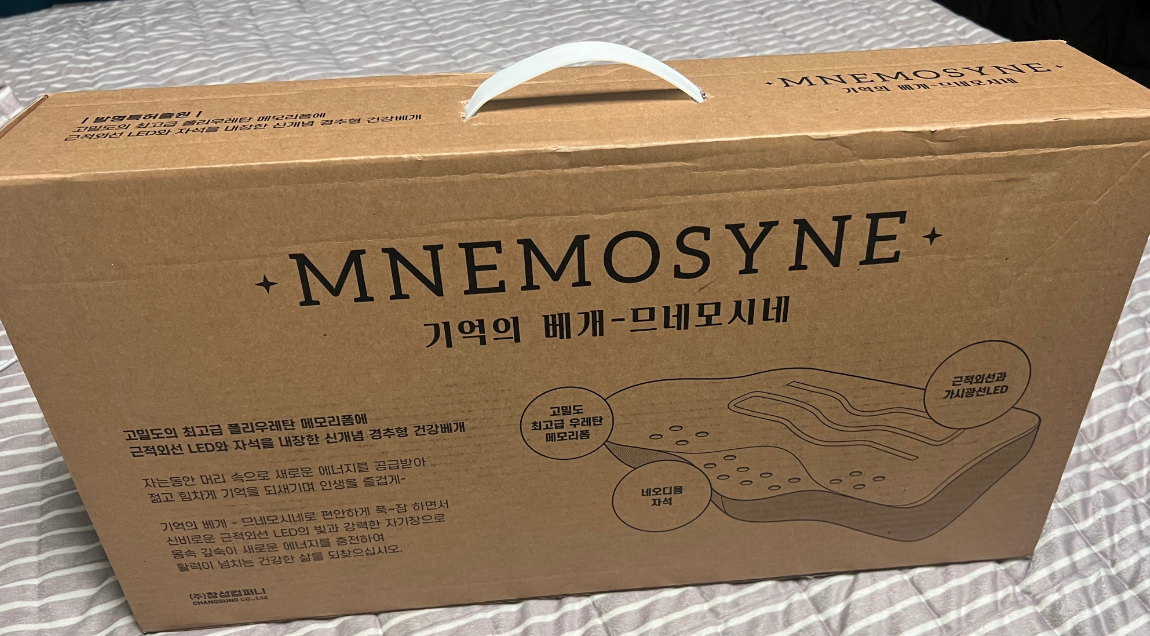 | 발명특허출원 |
고밀도의 최고급 폴리우레탄 메모리폼에
근적외선 LED와 자석을 내장한 신개념 경추형 건강베개
MNEMOSYNE
기억의 베개-므네모시네
MNEMOSYNE
기억의 베개-므네모시네
고밀도의 최고급 폴리우레탄 메모리폼에
근적외선 LED와 자석을 내장한 신개념 경추형 건강베개
자는동안 머리 속으로 새로운 에너지를 공급받아
젊고 힘차게 기억을 되새기며 인생을 즐겁게~
기억의 베개 - 므네모시네로 편안하게 푹~잠 하면서
신비로운 근적외선 LED의 빛과 강력한 자기장으로
몸속 깊숙이 새로운 에너지를 충전하여
활력이 넘치는 건강한 삶을 되찾으십시오.
(주)창성컴퍼니
CHANGSUNG CO.,Ltd
고밀도
최고급 우레탄
메모리폼
네오디뮴
자석
근적외선과
가시광선LED